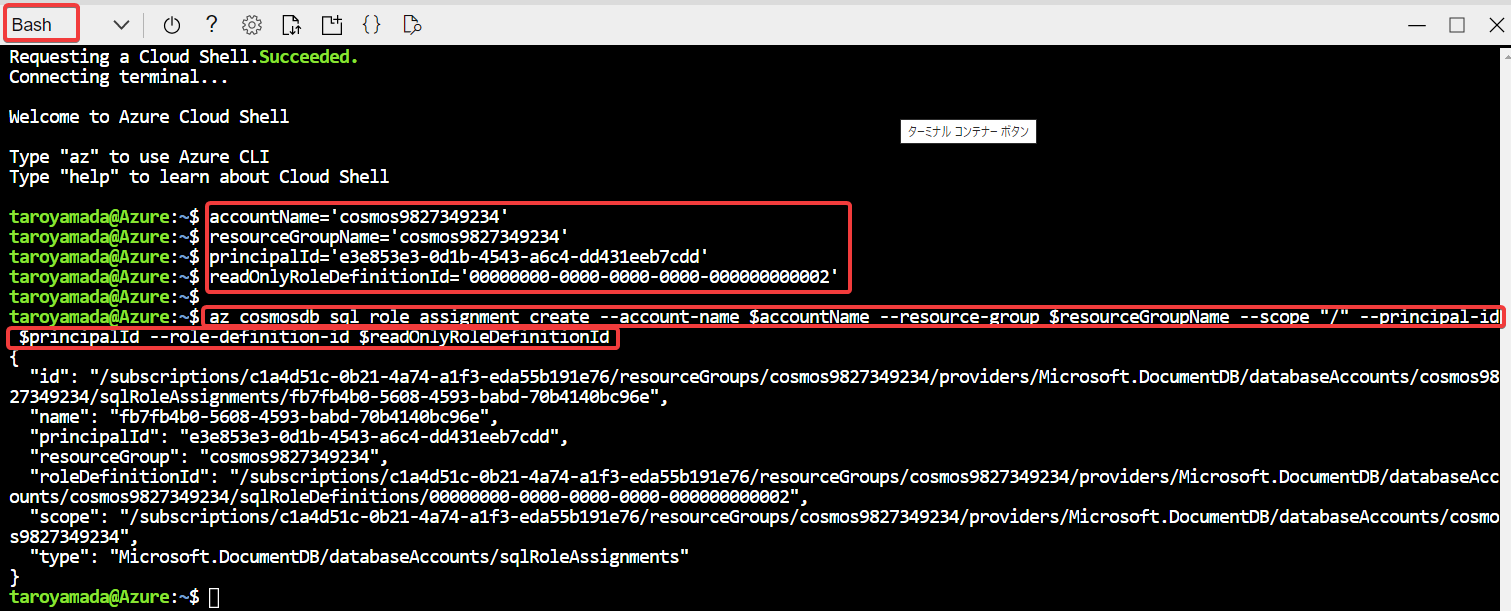 Bash
?
{}
Requesting a Cloud Shell.Succeeded.
Connecting terminal...
Welcome to Azure Cloud Shell
ターミナル コンテナー ボタン
Type "az" to use Azure CLI
Type "help" to learn about Cloud Shell
taroyamada@Azure:~$ accountName='cosmos9827349234'
taroyamada@Azure:~$ resourceGroupName='cosmos9827349234'
taroyamada@Azure:~$ principalId='e3e853e3-0d1b-4543-a6c4-dd431eeb7cdd'
taroyamada@Azure:~$ readOnlyRoleDefinitionId='00000000-0000-0000-0000-000000000002'
taroyamada@Azure:~$
taroyamada@Azure:~$ az cosmosdb sql role assignment create --account-name $accountName --resource-group $resourceGroupName --scope "/" --principal-id
$principalId --role-definition-id $readOnlyRoleDefinitionId
{
"id": "/subscriptions/c1a4d51c-0b21-4a74-a1f3-eda55b191e76/resourceGroups/cosmos9827349234/providers/Microsoft.DocumentDB/databaseAccounts/cosmos98
27349234/sqlRoleAssignments/fb7fb4b0-5608-4593-babd-70b4140bc96e",
"name": "fb7fb4b0-5608-4593-babd-70b4140bc96e",
"principalId": "e3e853e3-0d1b-4543-a6c4-dd431eeb7cdd",
"resourceGroup": "cosmos9827349234",
"roleDefinitionId": "/subscriptions/c1a4d51c-0b21-4a74-a1f3-eda55b191e76/resourceGroups/cosmos9827349234/providers/Microsoft.DocumentDB/databaseAcc
ounts/cosmos9827349234/sqlRoleDefinitions/00000000-0000-0000-0000-000000000002",
"scope": "/subscriptions/c1a4d51c-0b21-4a74-a1f3-eda55b191e76/resourceGroups/cosmos9827349234/providers/Microsoft.DocumentDB/databaseAccounts/cosmo
s9827349234",
"type": "Microsoft.DocumentDB/databaseAccounts/sqlRoleAssignments"
}
taroyamada@Azure:~$